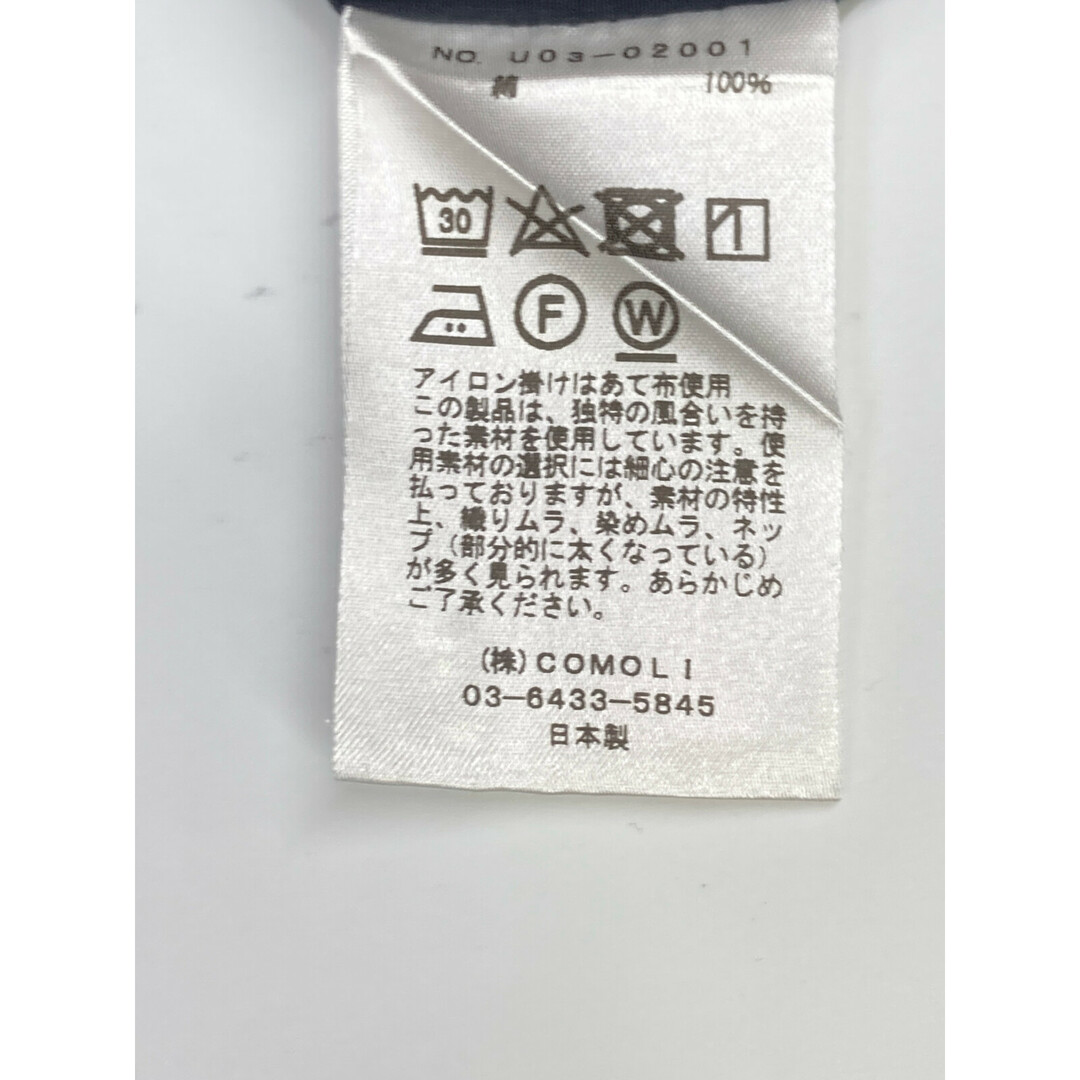 NO. U03-02001
綿 100%
30
F W
アイロン掛けはあて布使用
この製品は、独特の風合いを持
った素材を使用しています。使
用素材の選択には細心の注意を
払っておりますが、素材の特性
上、織りムラ、染めムラ、ネッ
プ(部分的に太くなっている)
が多く見られます。あらかじめ
ご了承ください。
(株)COMOLI
03-6433-5845
日本製